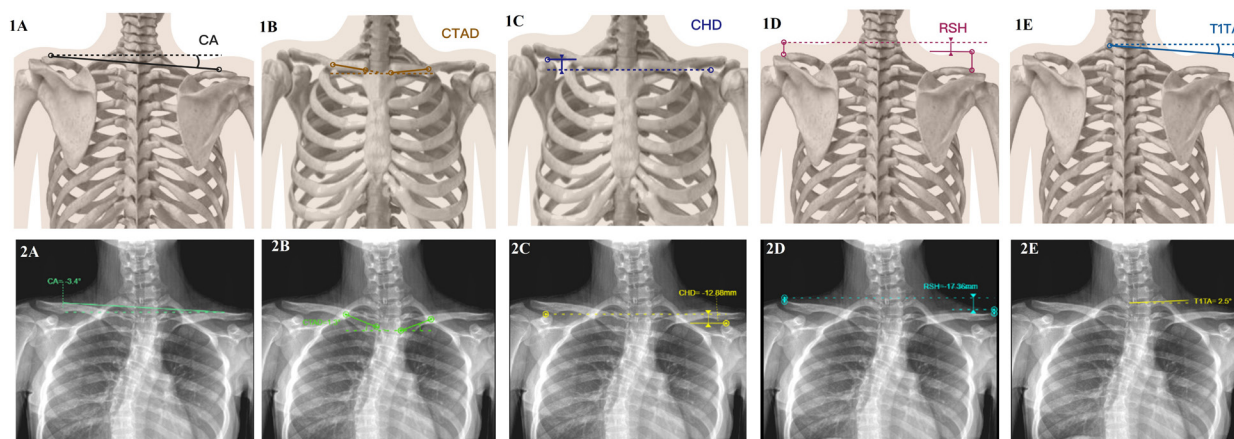 1A
CA
1B
CTAD
1C
CHD
1D
RSH
1E
T1TA
2A
CA= -3.4°
2B
2C
CHD= -12.88mm
2D
RSH=-17.36mm
2E
T1TA= 2.5°